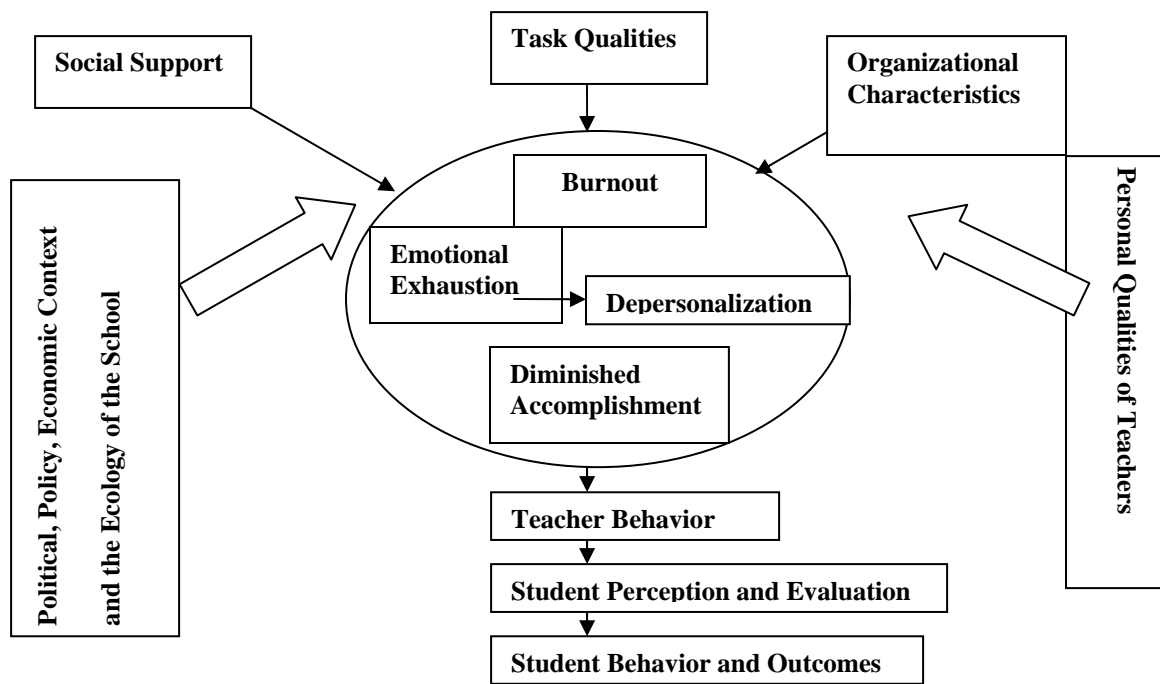 Task Qualities
Social Support
Organizational
Characteristics
Burnout
Emotional
Exhaustion
Depersonalization
Diminished
Accomplishment
Political, Policy, Economic Context
and the Ecology of the School
Personal Qualities of Teachers
Teacher Behavior
Student Perception and Evaluation
Student Behavior and Outcomes